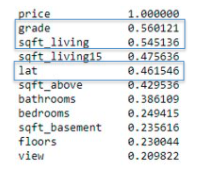 price 1.000000
grade 0.560121
sqft_living 0.545136
sqft_living15 0.475636
lat 0.461546
sqft_above 0.429536
bathrooms 0.386109
bedrooms 0.249415
sqft_basement 0.235616
floors 0.230044
view 0.209822